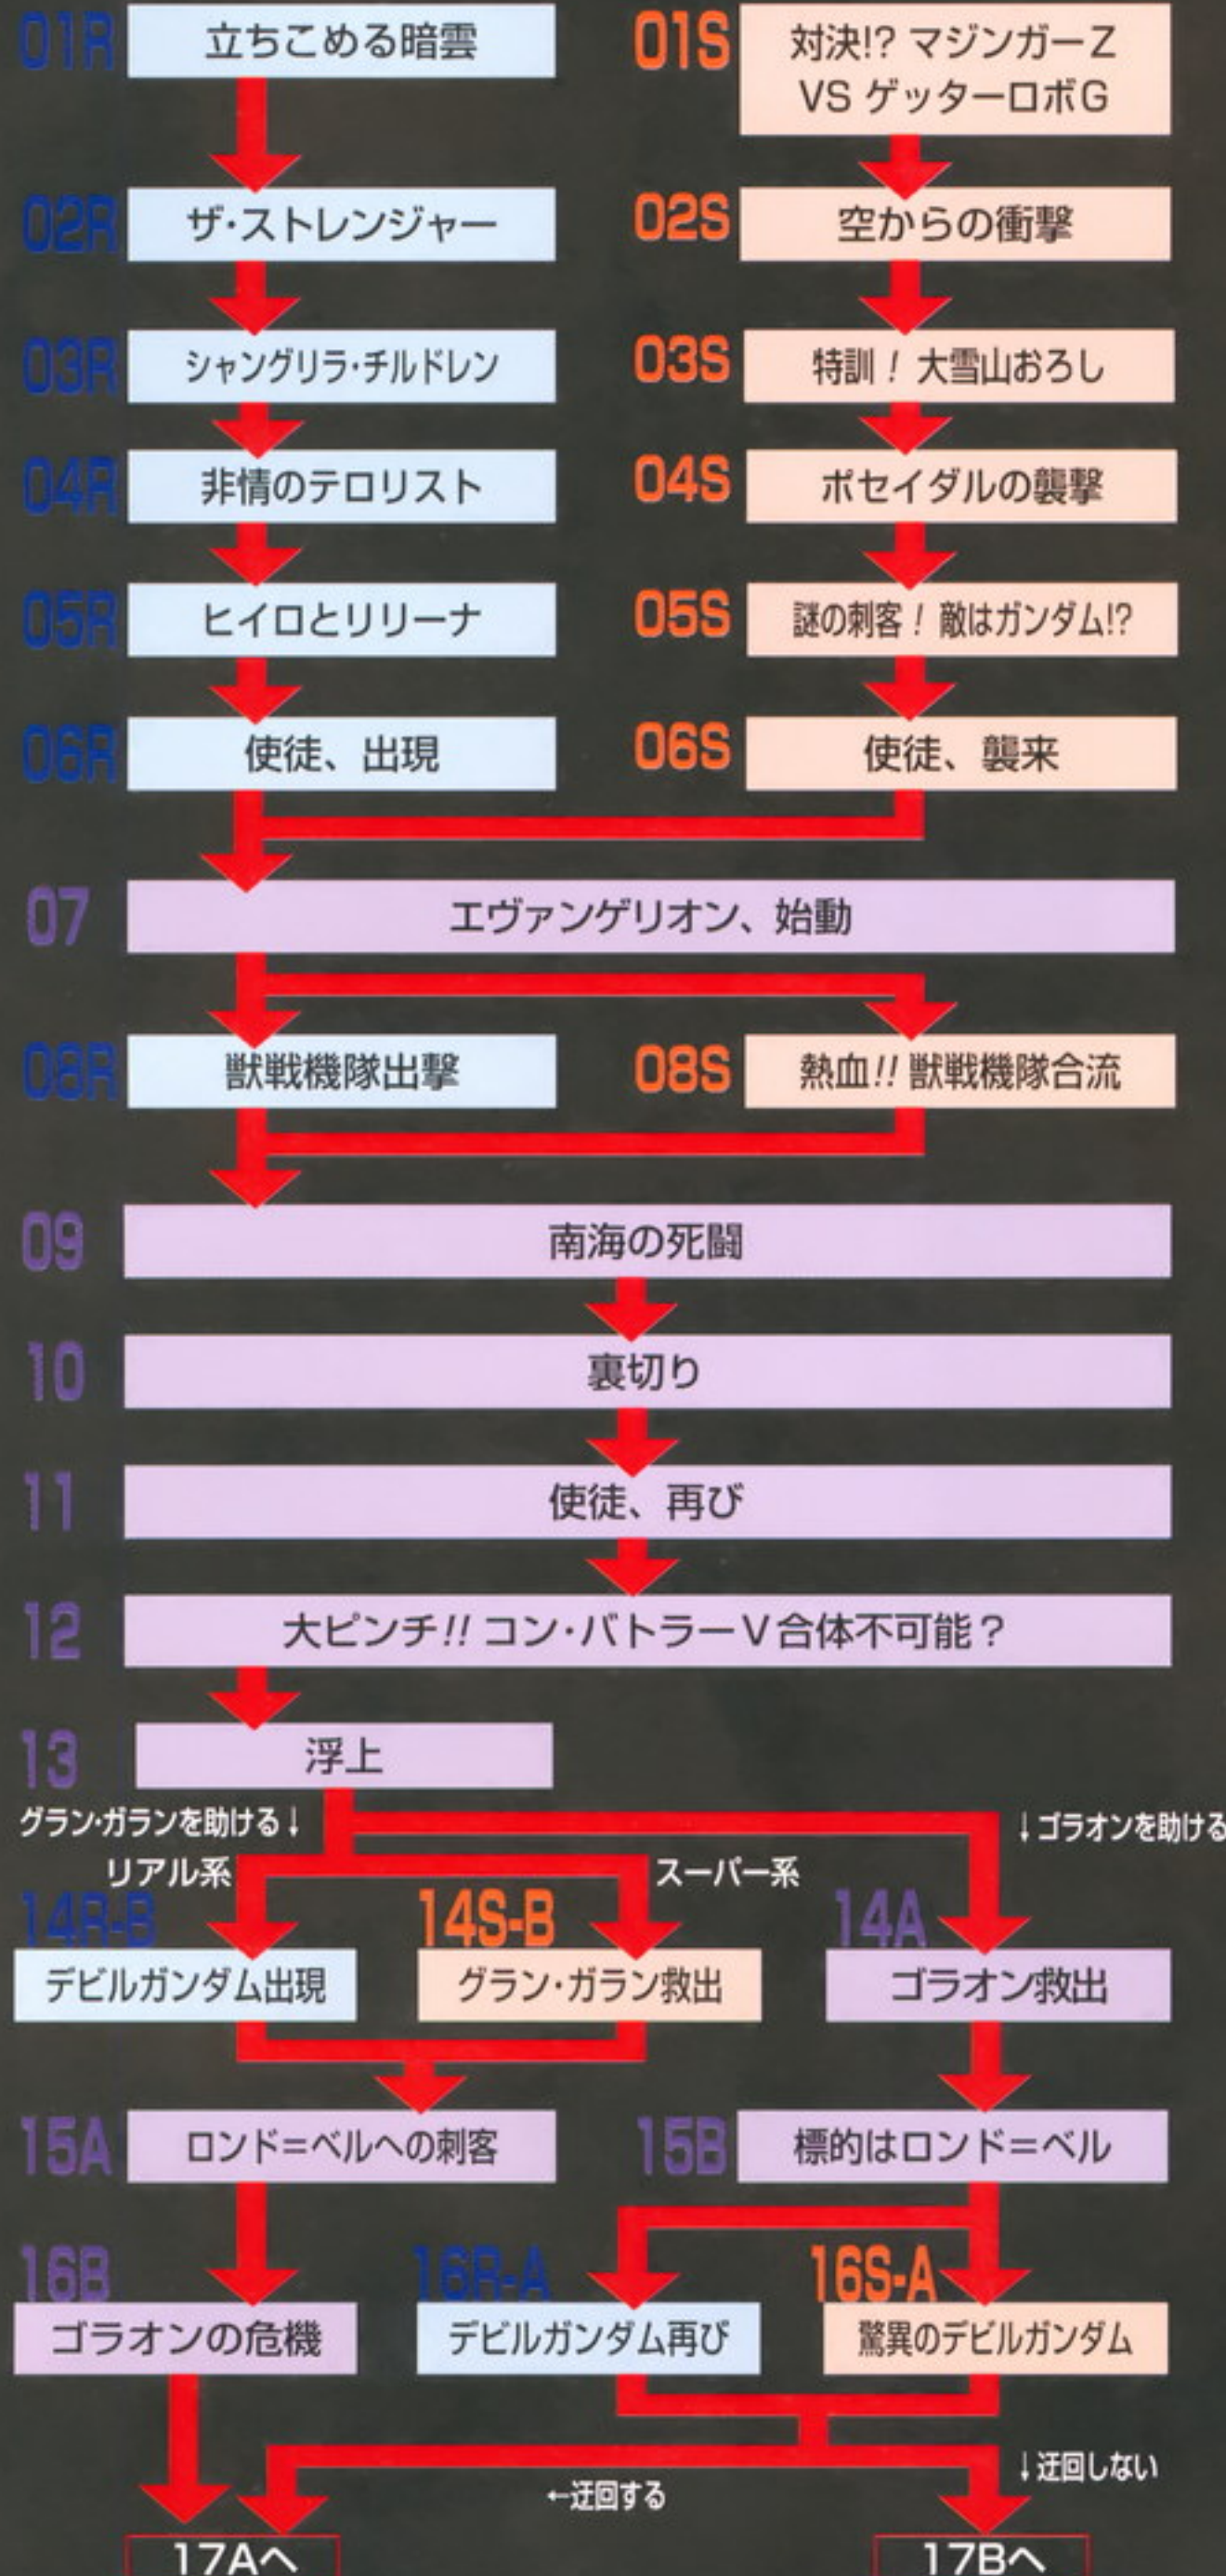 01R 立ちこめる暗雲
01S 対決!? マジンガーZ
VS ゲッターロボG
02R ザ・ストレンジャー
02S 空からの衝撃
03R シャングリラ・チルドレン
03S 特訓！大雪山おろし
04R 非情のテロリスト
04S ポセイダルの襲撃
05R ヒイロとリリーナ
05S 謎の刺客！敵はガンダム!?
06R 使徒、出現
06S 使徒、襲来
07 エヴァンゲリオン、始動
08R 獣戦機隊出撃
08S 熱血!! 獣戦機隊合流
09 南海の死闘
10 裏切り
11 使徒、再び
12 大ピンチ!! コン・バトラーV合体不可能？
13 浮上
グラン・ガランを助ける↓
↓ゴラオンを助ける
リアル系
スーパー系
14R-B
14S-B
14A
デビルガンダム出現
グラン・ガラン救出
ゴラオン救出
15A ロンド=ベルへの刺客
15B 標的はロンド=ベル
16B
16R-A
16S-A
ゴラオンの危機
デビルガンダム再び
驚異のデビルガンダム
↓迂回しない
←迂回する
17Aへ
17Bへ